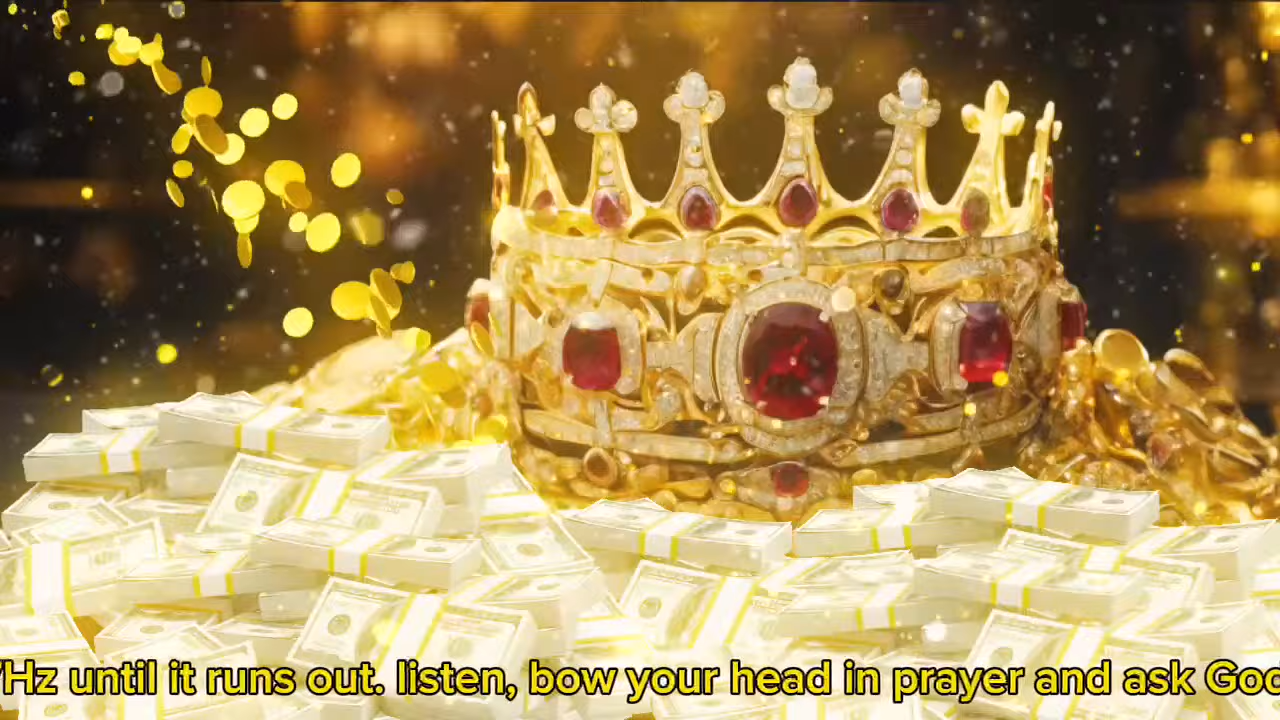 Hz until it runs out. listen, bow your head in prayer and ask God